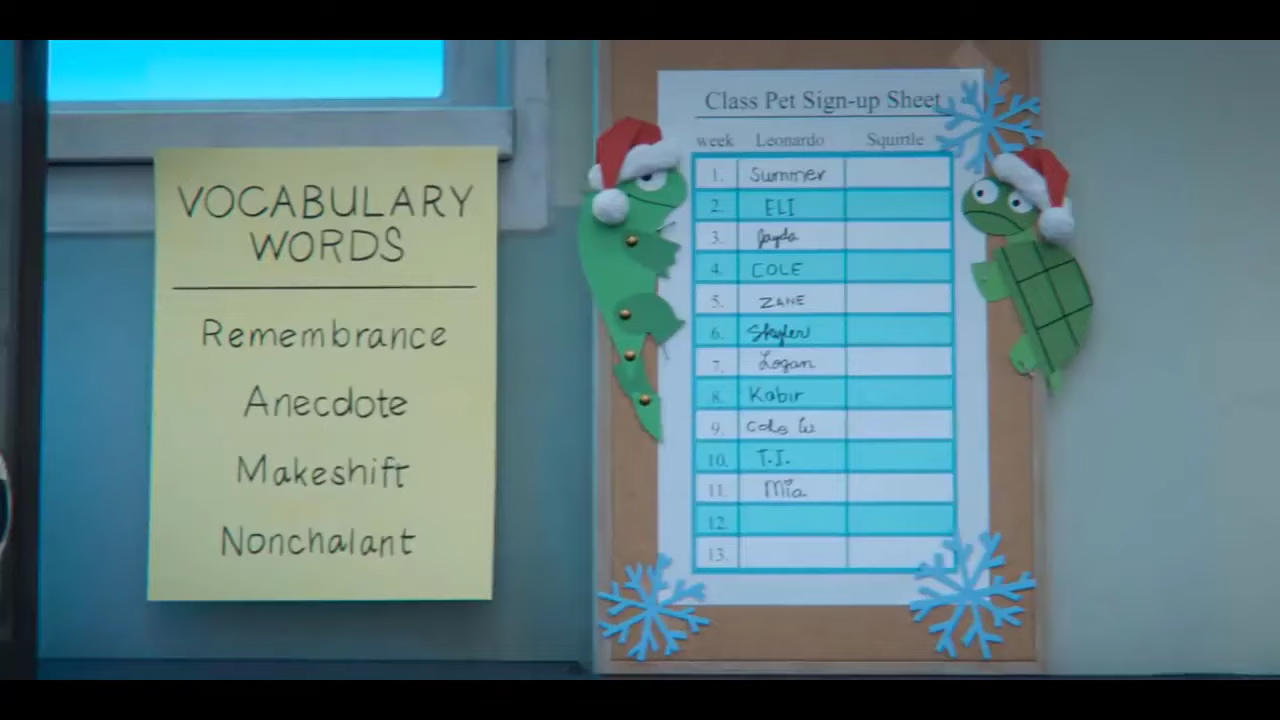 VOCABULARY
WORDS
Remembrance
Anecdote
Makeshift
Nonchalant
Class Pet Sign-up Sheet
week Leonardo Squirtle
1. Summer
2. ELI
3. Jayda
4. COLE
5. ZANE
6. Skyler
7. Logan
8. Kabir
9. Cole W
10. T.I.
11. Mia
12.
13.